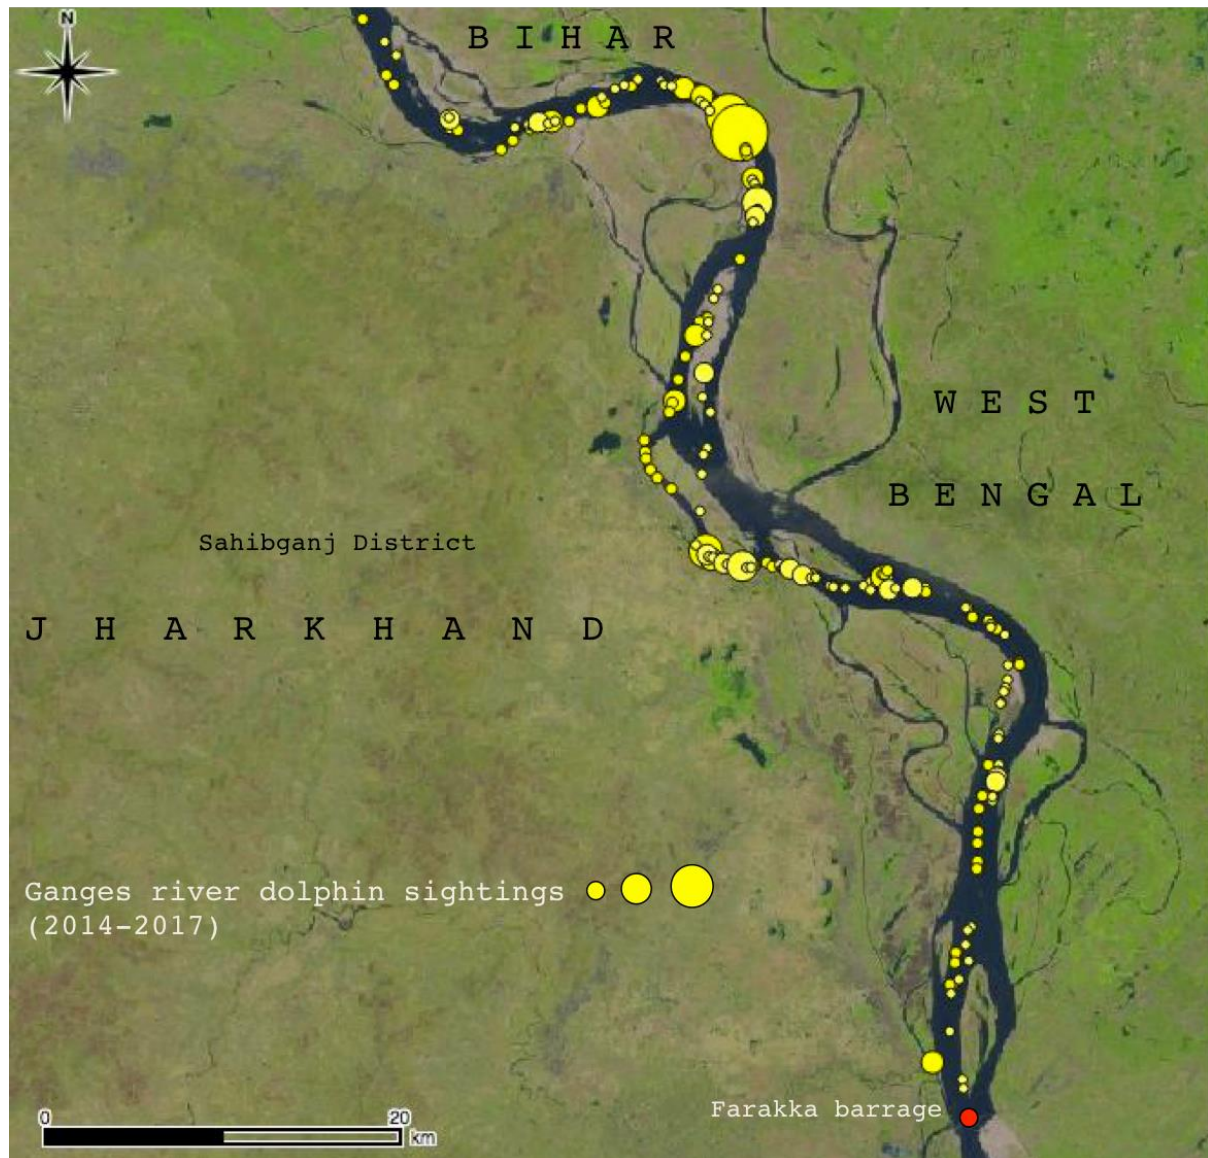 N
B I H A R
W E S T
B E N G A L
Sahibganj District
J H A R K H A N D
Ganges river dolphin sightings
(2014-2017)
Farakka barrage
0 20
km